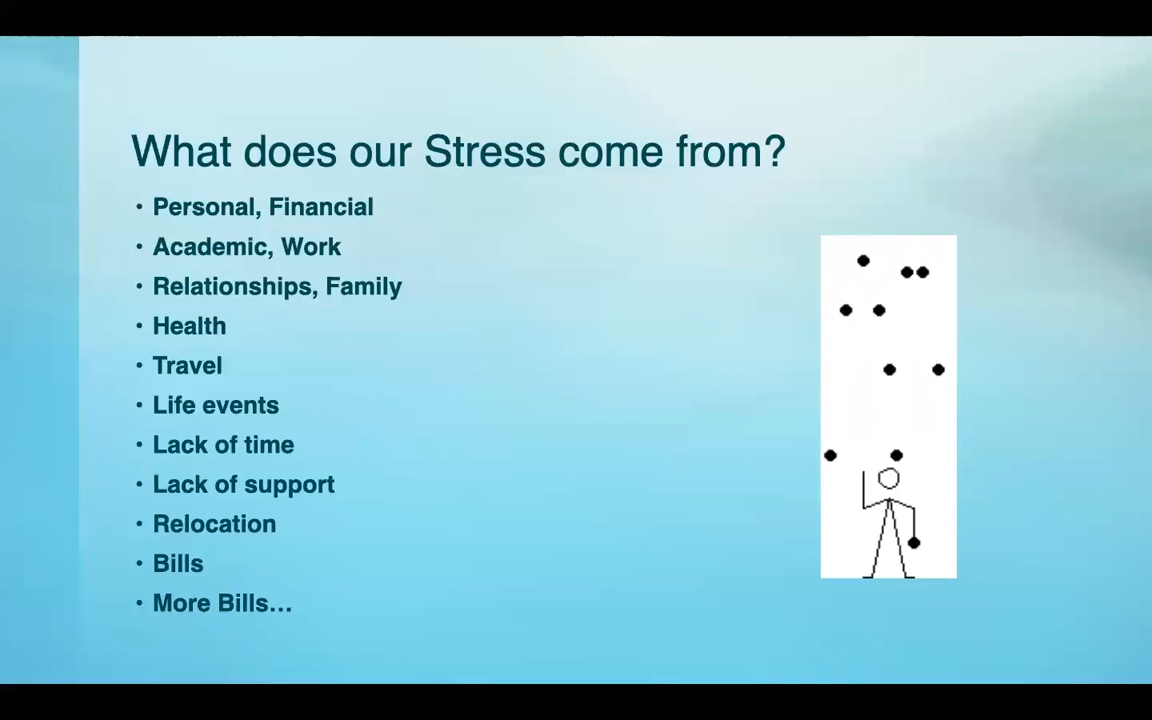 What does our Stress come from?
• Personal, Financial
• Academic, Work
• Relationships, Family
• Health
• Travel
• Life events
• Lack of time
• Lack of support
• Relocation
• Bills
• More Bills…